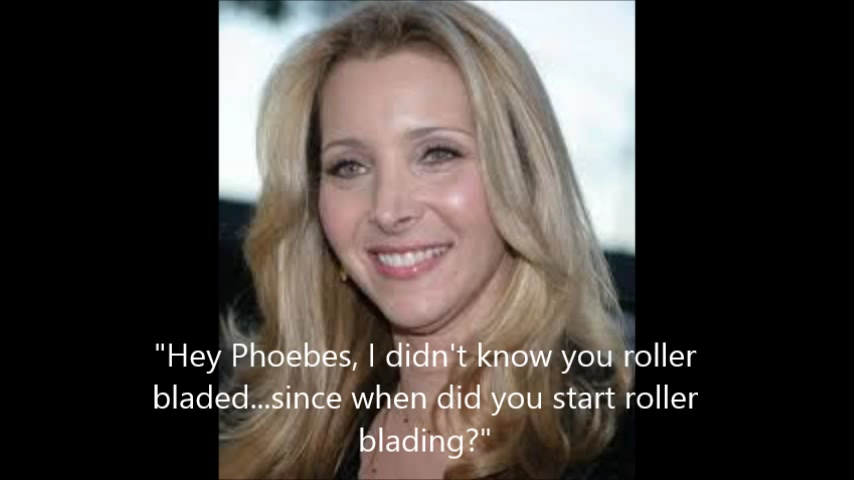 "Hey Phoebes, I didn't know you roller
bladed...since when did you start roller
blading?"